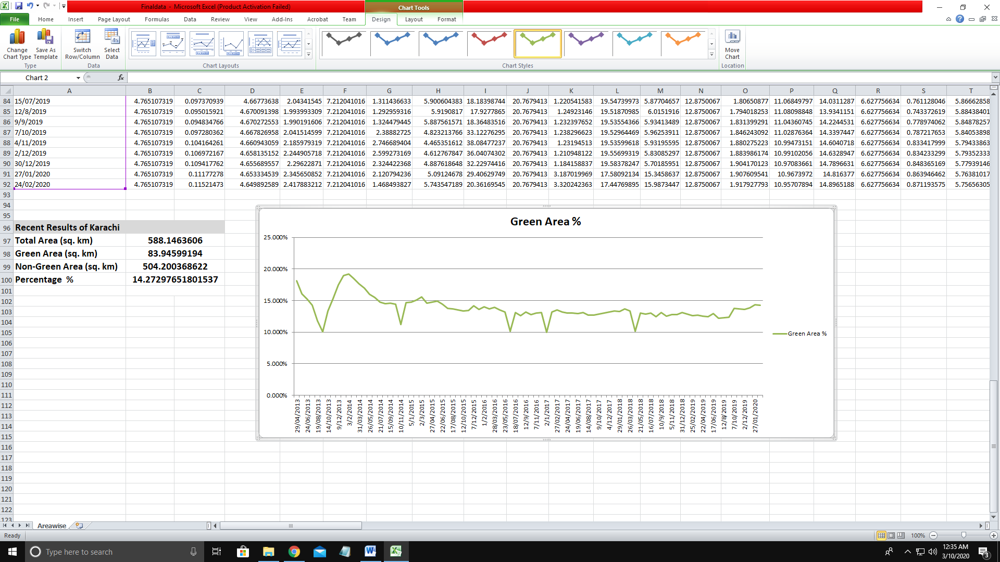 Finaldata - Microsoft Excel (Product Activation Failed) Chart Tools
File Home Insert Page Layout Formulas Data Review View Add-Ins Acrobat Team Design Layout Format
Change Chart Type Save As Template Switch Row/Column Select Data Move Chart
Type Data Chart Layouts Chart Styles Location
Chart 2 fx
A B C D E F G H I J K L M N O P Q R S T
84 15/07/2019 4.765107319 0.097370939 4.66773638 2.04341545 7.212041016 1.311436633 5.900604383 18.18398744 20.7679413 1.220541583 19.54739973 5.87704657 12.8750067 1.80650877 11.06849797 14.0311287 6.627756634 0.761128046 5.86662858
85 12/8/2019 4.765107319 0.095015921 4.670091398 1.993993309 7.212041016 1.292959316 5.9190817 17.9277865 20.7679413 1.24923146 19.51870985 6.0151916 12.8750067 1.794018253 11.08098848 13.9341151 6.627756634 0.743372619 5.88438401
86 9/9/2019 4.765107319 0.094834766 4.670272553 1.990191606 7.212041016 1.324479445 5.887561571 18.36483516 20.7679413 1.232397652 19.53554366 5.93413489 12.8750067 1.831399291 11.04360745 14.2244531 6.627756634 0.778974062 5.84878257
87 7/10/2019 4.765107319 0.097280362 4.667826958 2.041514599 7.212041016 2.38882725 4.823213766 33.12276295 20.7679413 1.238296623 19.52964469 5.96253911 12.8750067 1.846242092 11.02876364 14.3397447 6.627756634 0.787217653 5.84053898
88 4/11/2019 4.765107319 0.104164261 4.660943059 2.185979319 7.212041016 2.746689404 4.465351612 38.08477237 20.7679413 1.23194513 19.53599618 5.93195595 12.8750067 1.880275223 10.99473151 14.6040718 6.627756634 0.833417999 5.79433863
89 2/12/2019 4.765107319 0.106972167 4.658135152 2.244905718 7.212041016 2.599273169 4.612767847 36.04074302 20.7679413 1.210948122 19.55699319 5.83085297 12.8750067 1.883986174 10.99102056 14.6328947 6.627756634 0.834233299 5.79352333
90 30/12/2019 4.765107319 0.109417762 4.655689557 2.29622871 7.212041016 2.324422368 4.887618648 32.22974416 20.7679413 1.184158837 19.58378247 5.70185951 12.8750067 1.904170123 10.97083661 14.7896631 6.627756634 0.848365169 5.77939146
91 27/01/2020 4.765107319 0.11177278 4.653334539 2.345650852 7.212041016 2.120794236 5.09124678 29.40629749 20.7679413 3.187019969 17.58092134 15.3458637 12.8750067 1.907609541 10.9673972 14.816377 6.627756634 0.863946462 5.76381017
92 24/02/2020 4.765107319 0.11521473 4.649892589 2.417883212 7.212041016 1.468493827 5.743547189 20.36169545 20.7679413 3.320242363 17.44769895 15.9873447 12.8750067 1.917927793 10.95707894 14.8965188 6.627756634 0.871193575 5.75656305
93
94
95
96 Recent Results of Karachi
97 Total Area (sq. km) 588.1463606
98 Green Area (sq. km) 83.94599194
99 Non-Green Area (sq. km) 504.200368622
100 Percentage % 14.27297651801537
101
102
103
104
105
106
107
108
109
110
111
112
113
114
115
116
117
118
119
120
121
122
123
Green Area %
25.000%
20.000%
15.000%
10.000%
5.000%
0.000%
29/04/2013 24/06/2013 19/08/2013 14/10/2013 9/12/2013 3/2/2014 31/03/2014 26/05/2014 21/07/2014 15/09/2014 10/11/2014 5/1/2015 2/3/2015 27/04/2015 22/06/2015 17/08/2015 12/10/2015 7/12/2015 1/2/2016 28/03/2016 23/05/2016 18/07/2016 12/9/2016 7/11/2016 2/1/2017 27/02/2017 24/04/2017 19/06/2017 14/08/2017 9/10/2017 4/12/2017 29/01/2018 26/03/2018 21/05/2018 16/07/2018 10/9/2018 5/11/2018 31/12/2018 25/02/2019 22/04/2019 17/06/2019 12/8/2019 7/10/2019 2/12/2019 27/01/2020
Green Area %
Areawise
Ready 100%
Type here to search
12:35 AM
3/10/2020
3